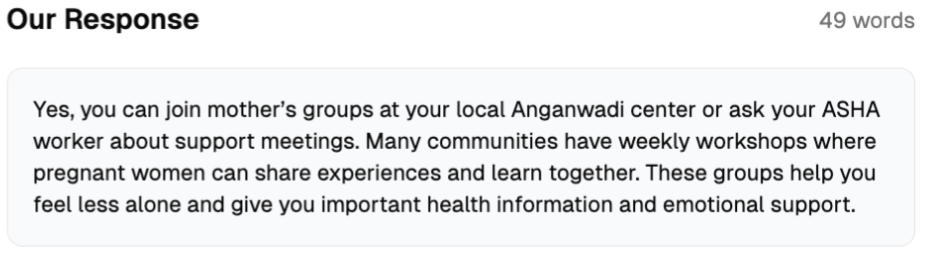 Our Response
49 words
Yes, you can join mother’s groups at your local Anganwadi center or ask your ASHA
worker about support meetings. Many communities have weekly workshops where
pregnant women can share experiences and learn together. These groups help you
feel less alone and give you important health information and emotional support.